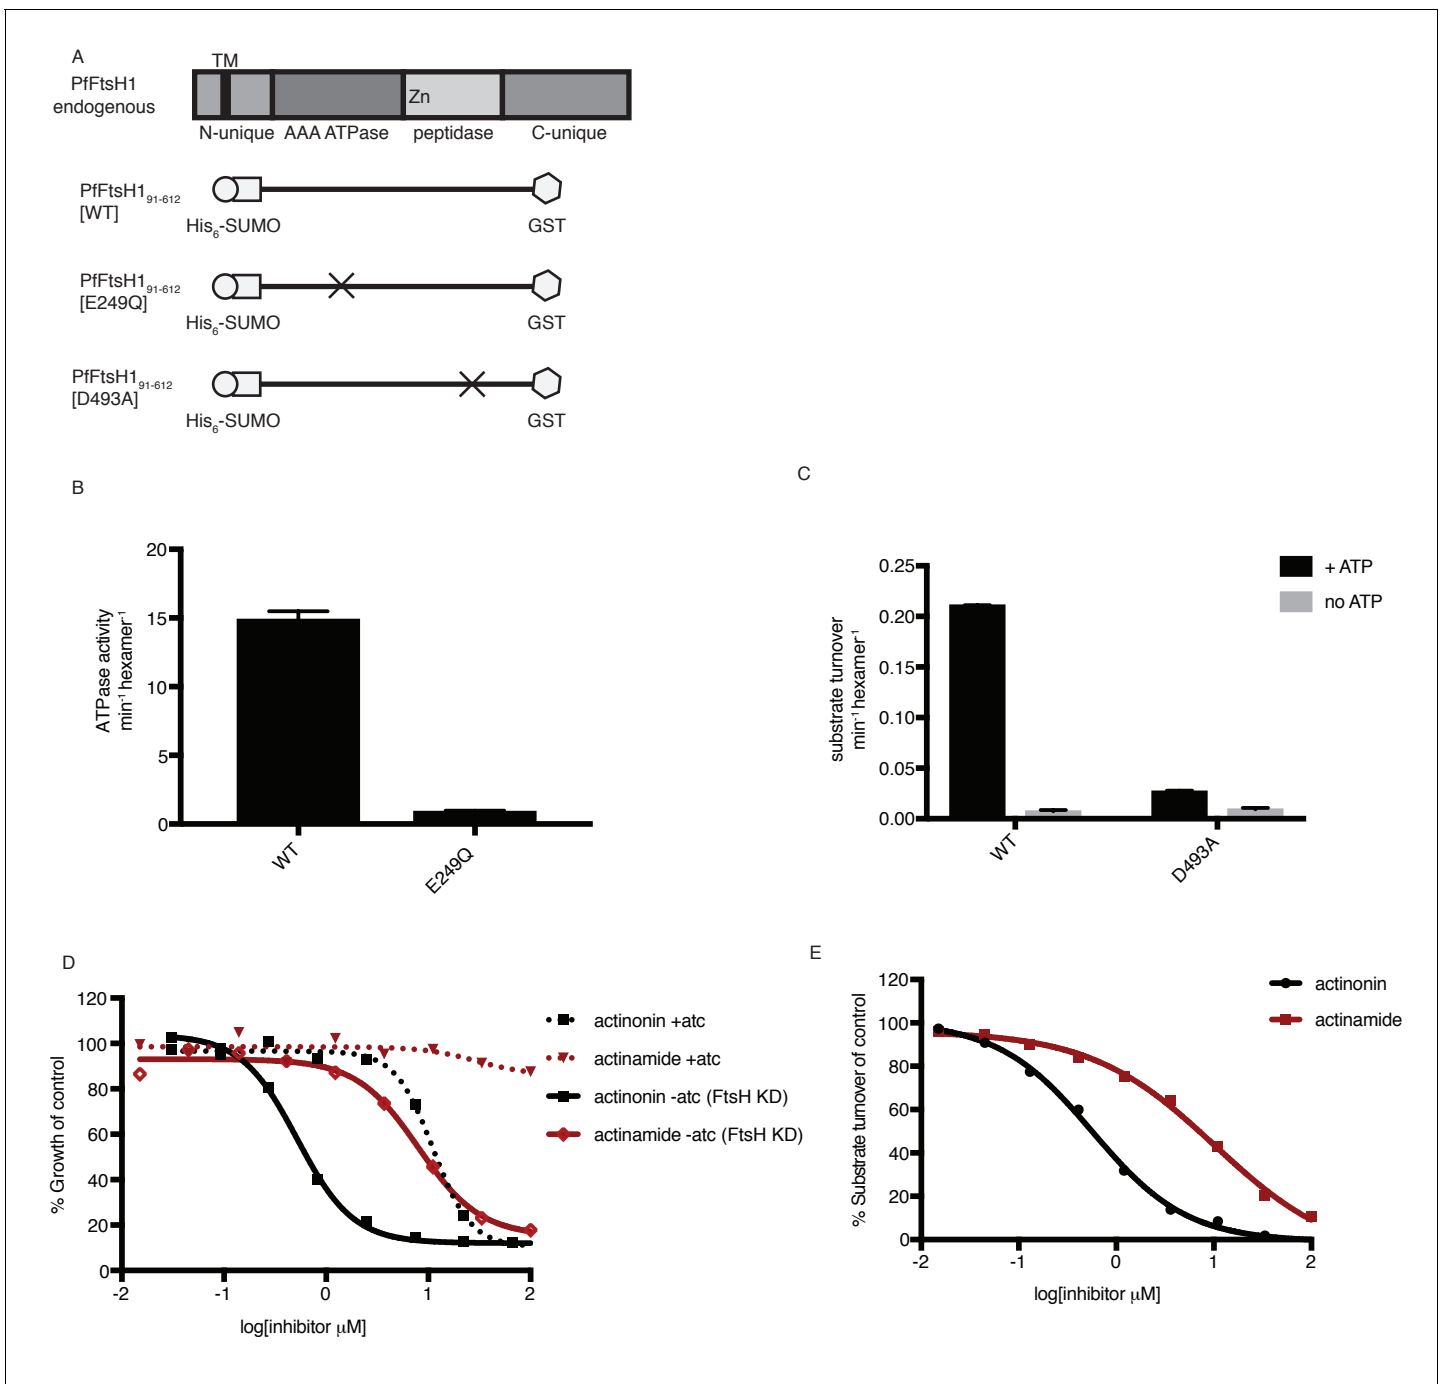 A
TM
PfFtsH1
endogenous
Zn
N-unique AAA ATPase peptidase C-unique
PfFtsH1₉₁₋₆₁₂
[WT]
His₆-SUMO GST
PfFtsH1₉₁₋₆₁₂
[E249Q]
His₆-SUMO GST
PfFtsH1₉₁₋₆₁₂
[D493A]
His₆-SUMO GST
B
ATPase activity
min⁻¹ hexamer⁻¹
20
15
10
5
0
WT
E249Q
C
substrate turnover
min⁻¹ hexamer⁻¹
0.25
0.20
0.15
0.10
0.05
0.00
WT
D493A
+ ATP
no ATP
D
% Growth of control
120
100
80
60
40
20
0
-2 -1 0 1 2
log[inhibitor μM]
actinonin +atc
actinamide +atc
actinonin -atc (FtsH KD)
actinamide -atc (FtsH KD)
E
% Substrate turnover of control
120
100
80
60
40
20
0
-2 -1 0 1 2
log[inhibitor μM]
actinonin
actinamide